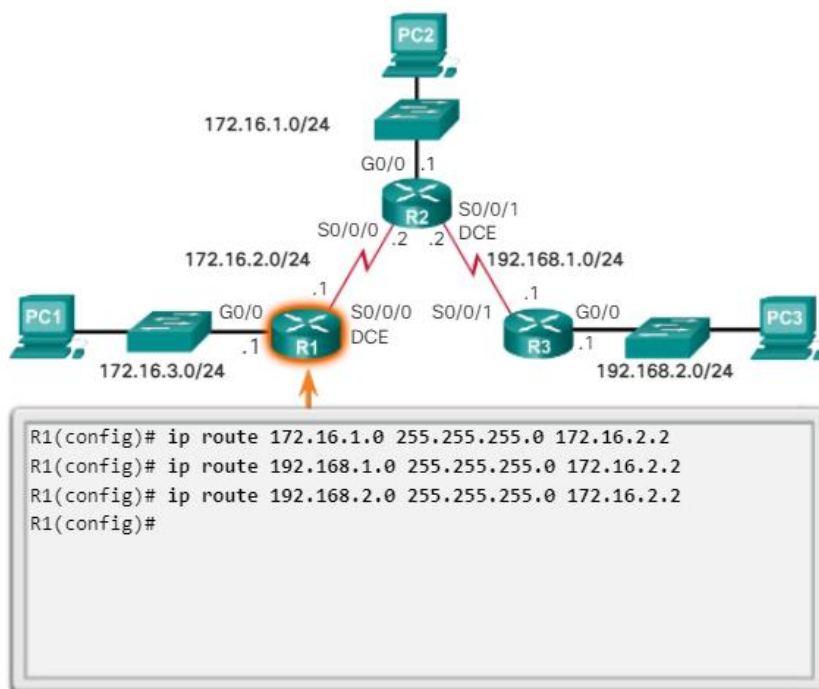 PC2
172.16.1.0/24
G0/0 .1
R2
S0/0/0
S0/0/1
DCE
.2 .2
172.16.2.0/24
192.168.1.0/24
.1
.1
PC1
G0/0
S0/0/0
DCE
S0/0/1
G0/0
PC3
.1
R1
R3
.1
172.16.3.0/24
192.168.2.0/24
R1(config)# ip route 172.16.1.0 255.255.255.0 172.16.2.2
R1(config)# ip route 192.168.1.0 255.255.255.0 172.16.2.2
R1(config)# ip route 192.168.2.0 255.255.255.0 172.16.2.2
R1(config)#